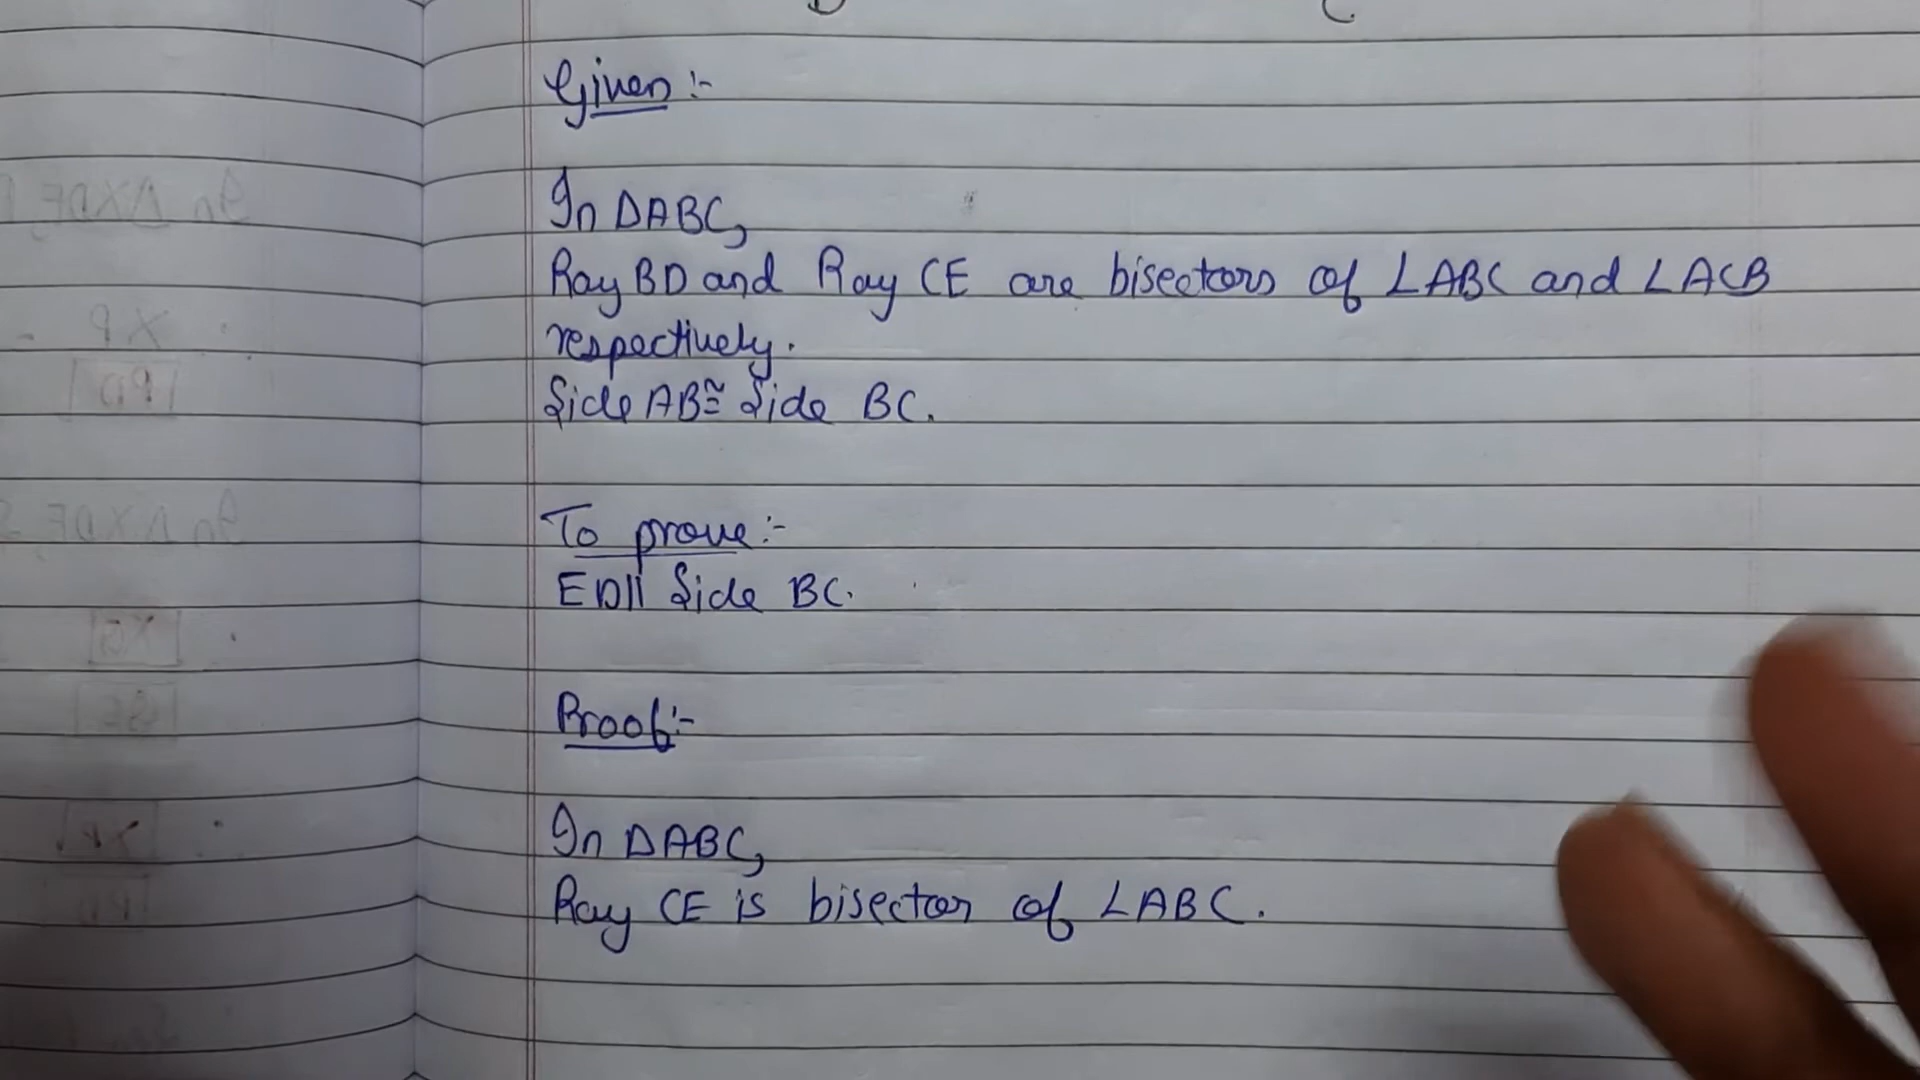 Given :-
In ΔABC,
Ray BD and Ray CE are bisectors of ∠ABC and ∠ACB
respectively.
Side AB ≅ Side BC.
To prove :-
ED || Side BC.
Proof :-
In ΔABC,
Ray CE is bisector of ∠ABC.